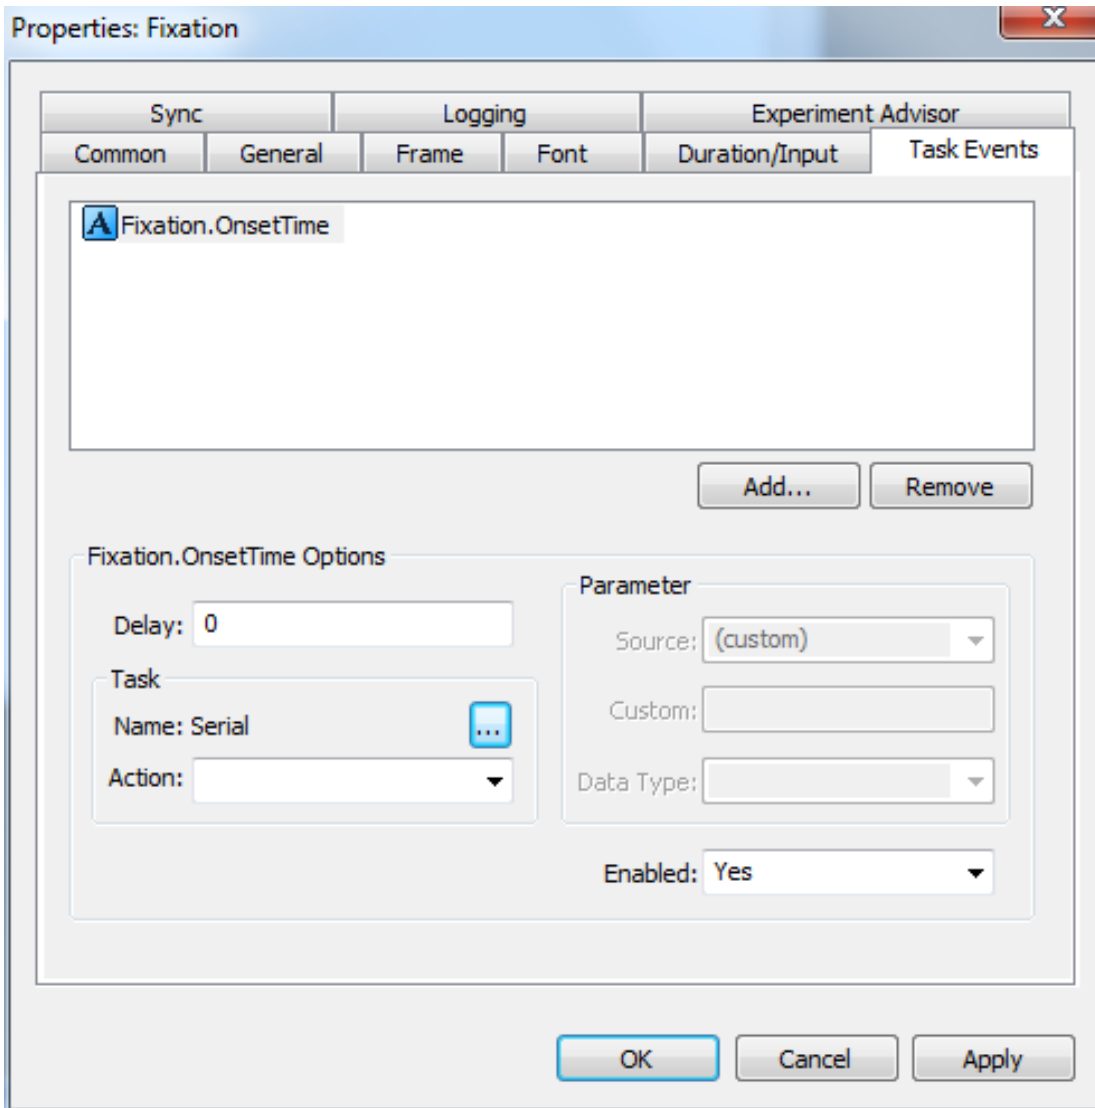 Properties: Fixation
x
Sync Logging Experiment Advisor
Common General Frame Font Duration/Input Task Events
A Fixation.OnsetTime
Add... Remove
Fixation.OnsetTime Options
Delay: 0
Parameter
Source: (custom)
Task
Name: Serial ...
Custom:
Action:
Data Type:
Enabled: Yes
OK Cancel Apply